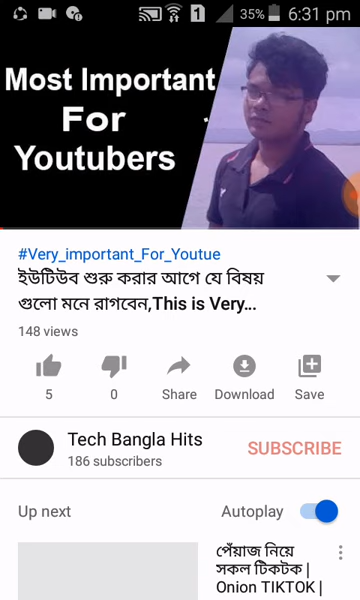 1
35%
6:31 pm
Most Important
For
Youtubers
#Very_important_For_Youtue
ইউটিউব শুরু করার আগে যে বিষয়
গুলো মনে রাগবেন,This is Very...
148 views
5
0
Share
Download
Save
Tech Bangla Hits
186 subscribers
SUBSCRIBE
Up next
Autoplay
পেঁয়াজ নিয়ে
সকল টিকটক |
Onion TIKTOK |